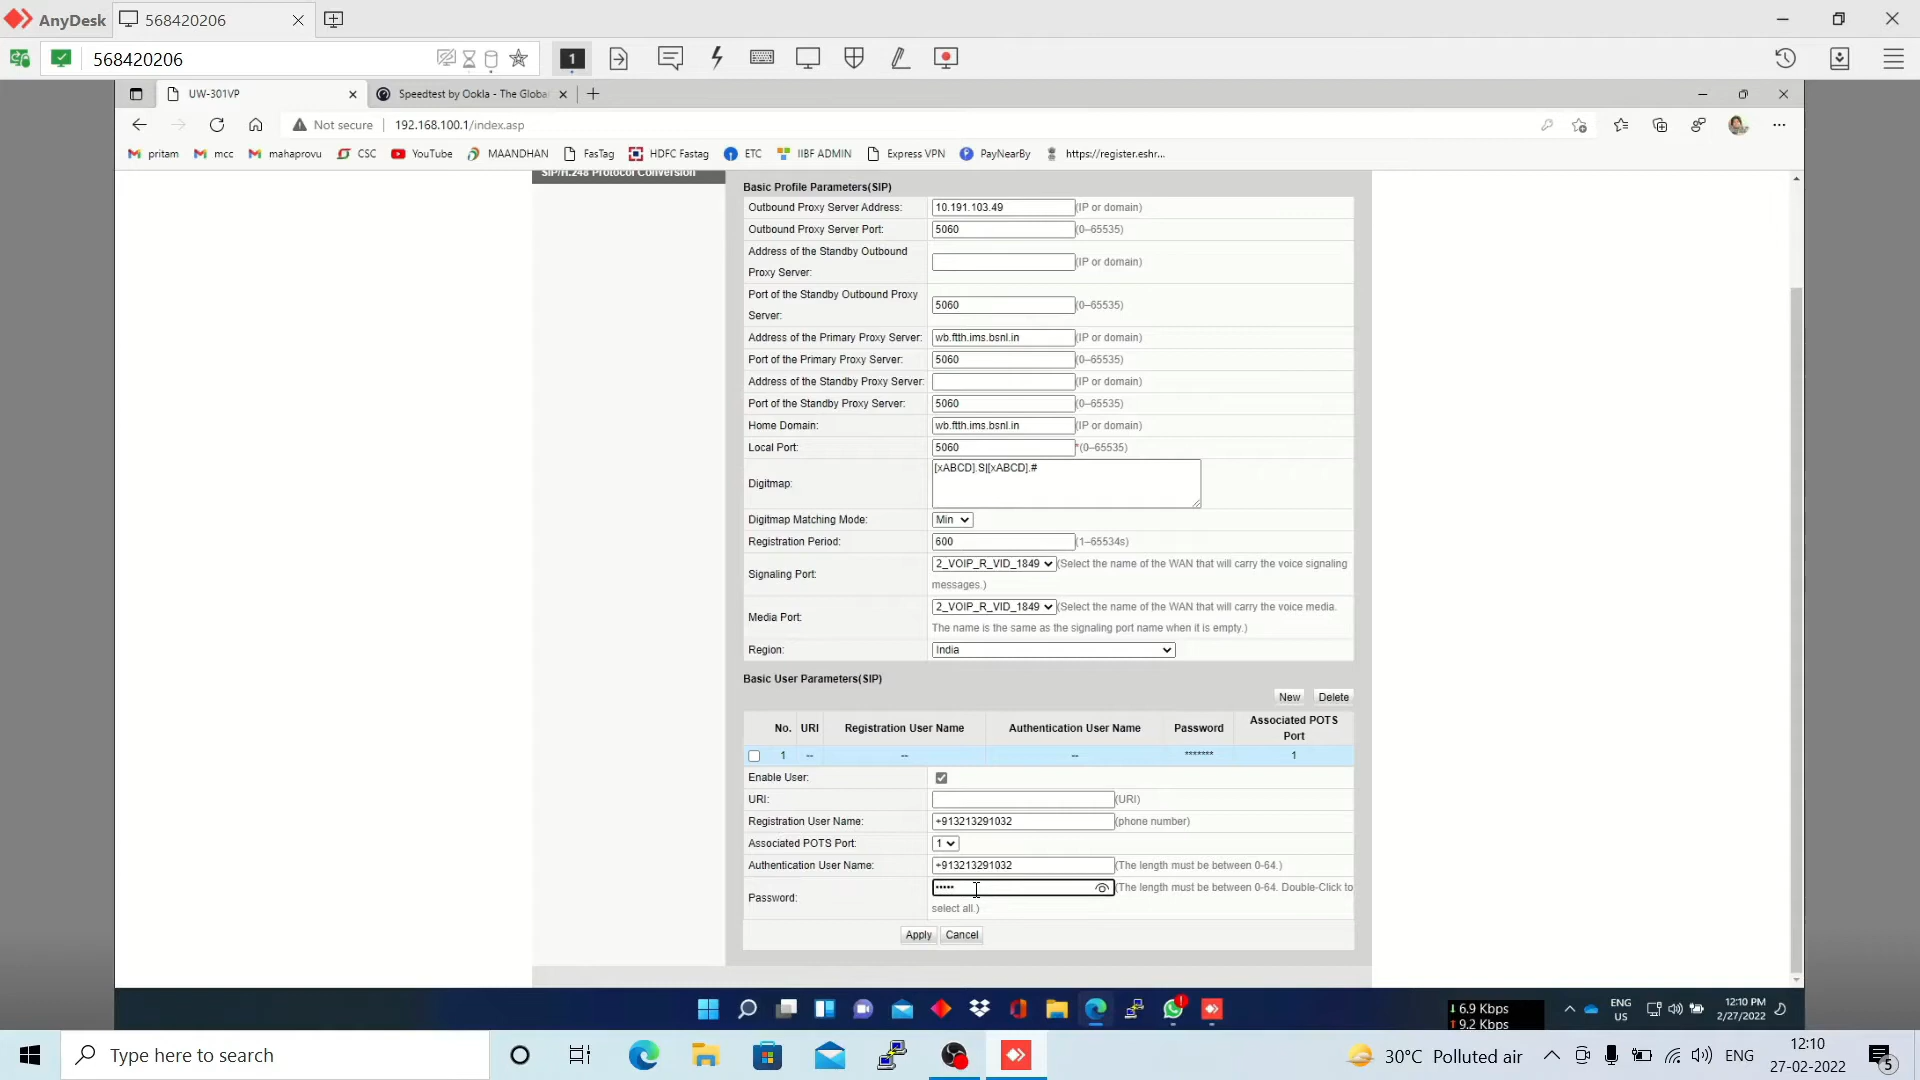 AnyDesk
568420206
568420206
1
UW-301VP
Speedtest by Ookla - The Globa
Not secure
192.168.100.1/index.asp
pritam
mcc
mahaprovu
CSC
YouTube
MAANDHAN
FasTag
HDFC Fastag
ETC
IIBF ADMIN
Express VPN
PayNearBy
https://register.eshr...
SIP/H.248 Protocol Conversion
Basic Profile Parameters(SIP)
Outbound Proxy Server Address: 10.191.103.49 (IP or domain)
Outbound Proxy Server Port: 5060 (0–65535)
Address of the Standby Outbound
Proxy Server: (IP or domain)
Port of the Standby Outbound Proxy
Server: 5060 (0–65535)
Address of the Primary Proxy Server: wb.ftth.ims.bsnl.in (IP or domain)
Port of the Primary Proxy Server: 5060 (0–65535)
Address of the Standby Proxy Server: (IP or domain)
Port of the Standby Proxy Server: 5060 (0–65535)
Home Domain: wb.ftth.ims.bsnl.in (IP or domain)
Local Port: 5060 *(0–65535)
Digitmap: [xABCD].S|[xABCD].#
Digitmap Matching Mode: Min
Registration Period: 600 (1–65534s)
Signaling Port: 2_VOIP_R_VID_1849 (Select the name of the WAN that will carry the voice signaling
messages.)
Media Port: 2_VOIP_R_VID_1849 (Select the name of the WAN that will carry the voice media.
The name is the same as the signaling port name when it is empty.)
Region: India
Basic User Parameters(SIP)
New Delete
No. URI Registration User Name Authentication User Name Password Associated POTS
Port
1 -- -- -- ******* 1
Enable User:
URI: (URI)
Registration User Name: +913213291032 (phone number)
Associated POTS Port: 1
Authentication User Name: +913213291032 (The length must be between 0-64.)
Password: ••••• (The length must be between 0-64. Double-Click to
select all.)
Apply Cancel
6.9 Kbps
9.2 Kbps
ENG
US
12:10 PM
2/27/2022
Type here to search
30°C Polluted air
ENG
12:10
27-02-2022
5